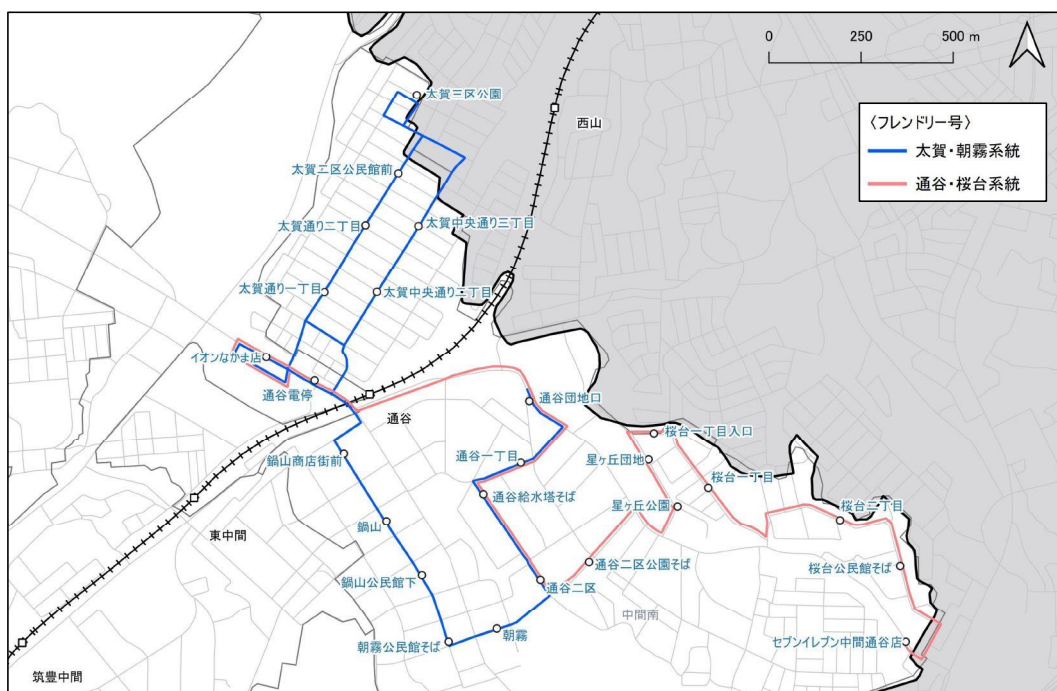 0 250 500 m
〈フレンドリー号〉
太賀・朝霧系統
通谷・桜台系統
太賀三区公園
西山
太賀二区公民館前
太賀通り二丁目
太賀中央通り三丁目
太賀通り一丁目
太賀中央通り二丁目
イオンなかま店
通谷電停
通谷
通谷団地口
桜台一丁目入口
鍋山商店街前
通谷一丁目
星ヶ丘団地
桜台一丁目
通谷給水塔そば
星ヶ丘公園
桜台二丁目
鍋山
東中間
通谷二区公園そば
桜台公民館そば
鍋山公民館下
通谷二区
中間南
朝霧
朝霧公民館そば
セブンイレブン中間通谷店
筑豊中間